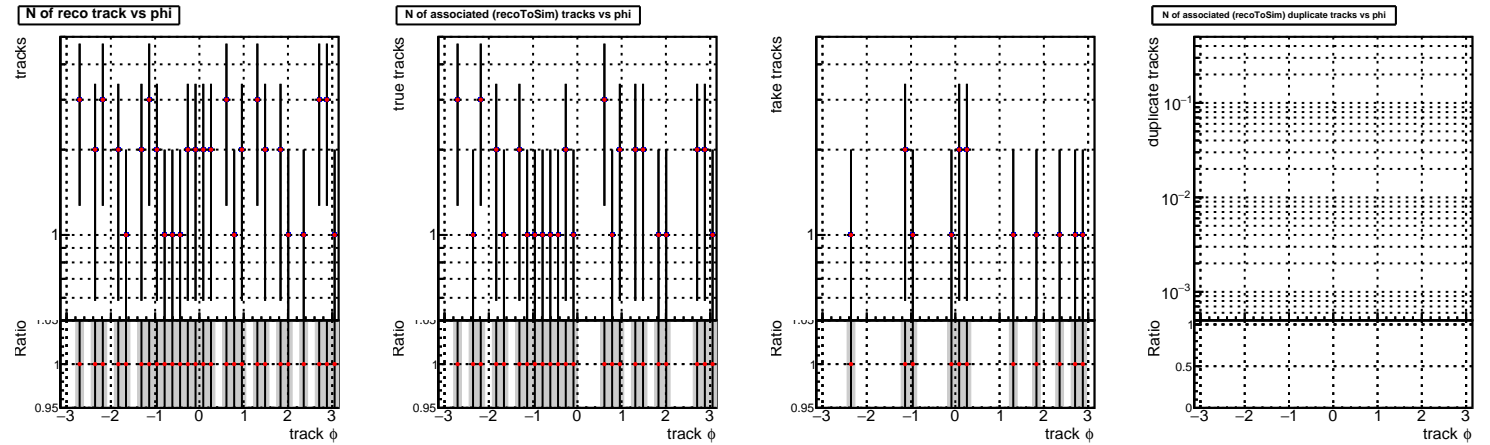 N of reco track vs phi
tracks
1
Ratio
1
0.95
−3 −2 −1 0 1 2 3
track ϕ
N of associated (recoToSim) tracks vs phi
true tracks
1
Ratio
1
0.95
−3 −2 −1 0 1 2 3
track ϕ
fake tracks
1
Ratio
1
0.95
−3 −2 −1 0 1 2 3
track ϕ
N of associated (recoToSim) duplicate tracks vs phi
duplicate tracks
10⁻¹
10⁻²
10⁻³
Ratio
1
0.5
0
−3 −2 −1 0 1 2 3
track ϕ